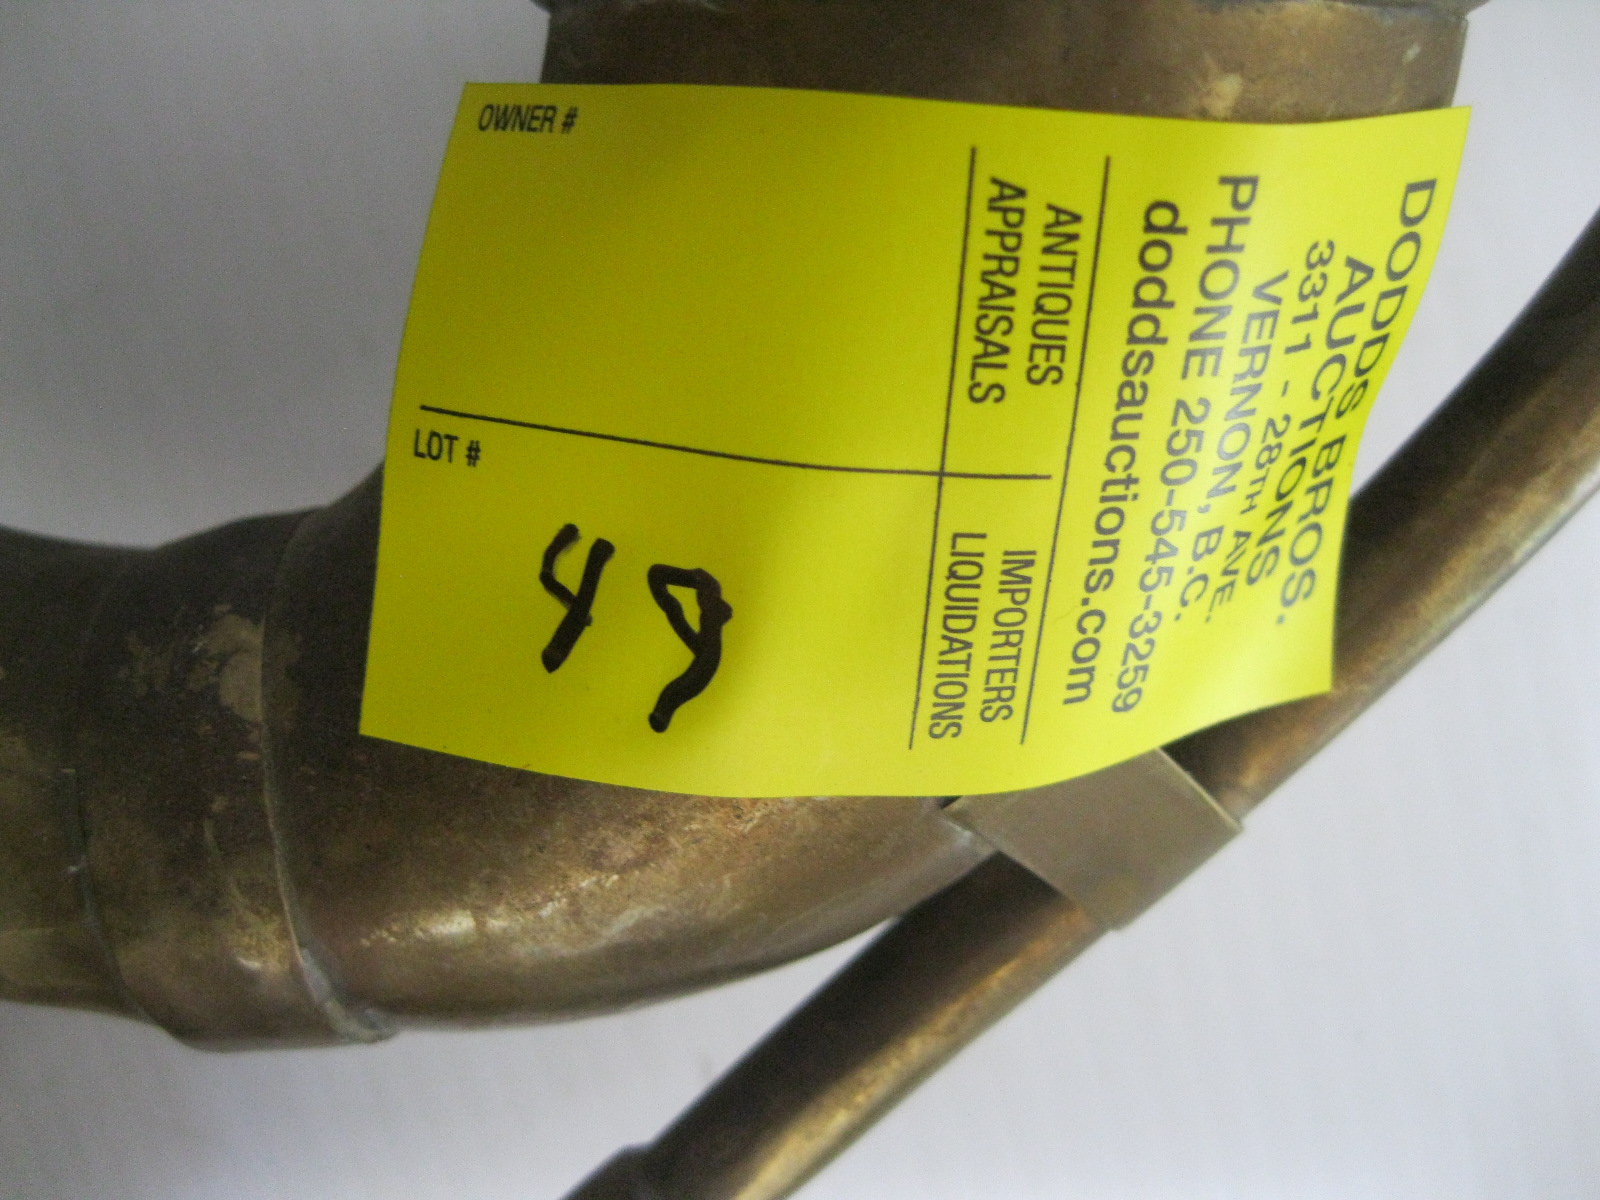 DODDS BROS.
AUCTIONS
3311 - 28TH AVE.
VERNON, B.C.
PHONE 250-545-3259
doddsauctions.com
ANTIQUES
APPRAISALS
IMPORTERS
LIQUIDATIONS
OWNER #
LOT #
49